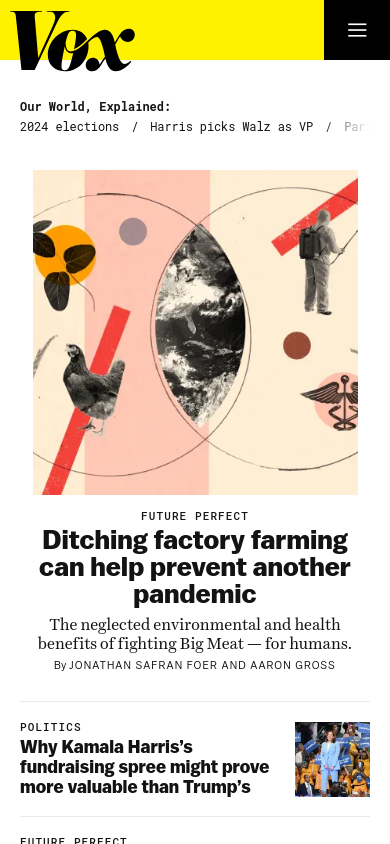 Vox
Our World, Explained:
2024 elections / Harris picks Walz as VP /
FUTURE PERFECT
Ditching factory farming
can help prevent another
pandemic
The neglected environmental and health
benefits of fighting Big Meat — for humans.
By JONATHAN SAFRAN FOER AND AARON GROSS
POLITICS
Why Kamala Harris’s
fundraising spree might prove
more valuable than Trump’s
FUTURE PERFECT